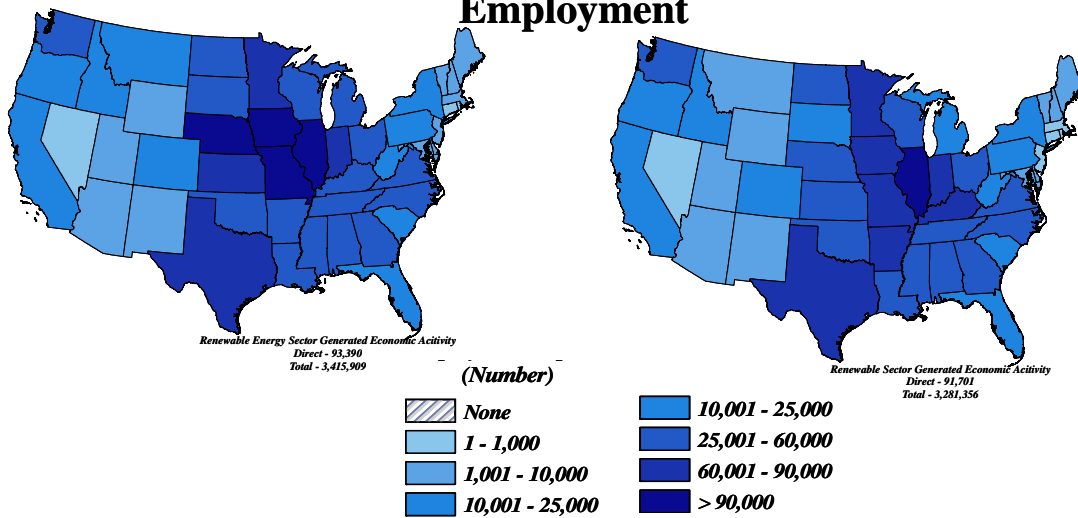 Employment
Renewable Energy Sector Generated Economic Acitivity
Direct - 93,390
Total - 3,415,909
Renewable Sector Generated Economic Acitivity
Direct - 91,701
Total - 3,281,356
(Number)
None
1 - 1,000
1,001 - 10,000
10,001 - 25,000
10,001 - 25,000
25,001 - 60,000
60,001 - 90,000
> 90,000